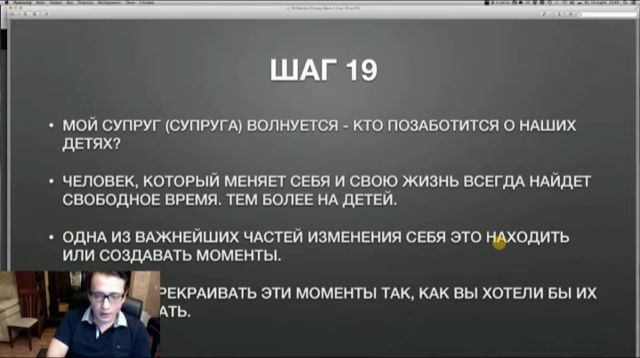 ШАГ 19
• МОЙ СУПРУГ (СУПРУГА) ВОЛНУЕТСЯ - КТО ПОЗАБОТИТСЯ О НАШИХ
ДЕТЯХ?
• ЧЕЛОВЕК, КОТОРЫЙ МЕНЯЕТ СЕБЯ И СВОЮ ЖИЗНЬ ВСЕГДА НАЙДЕТ
СВОБОДНОЕ ВРЕМЯ. ТЕМ БОЛЕЕ НА ДЕТЕЙ.
• ОДНА ИЗ ВАЖНЕЙШИХ ЧАСТЕЙ ИЗМЕНЕНИЯ СЕБЯ ЭТО НАХОДИТЬ
ИЛИ СОЗДАВАТЬ МОМЕНТЫ.
РЕКРАИВАТЬ ЭТИ МОМЕНТЫ ТАК, КАК ВЫ ХОТЕЛИ БЫ ИХ
АТЬ.